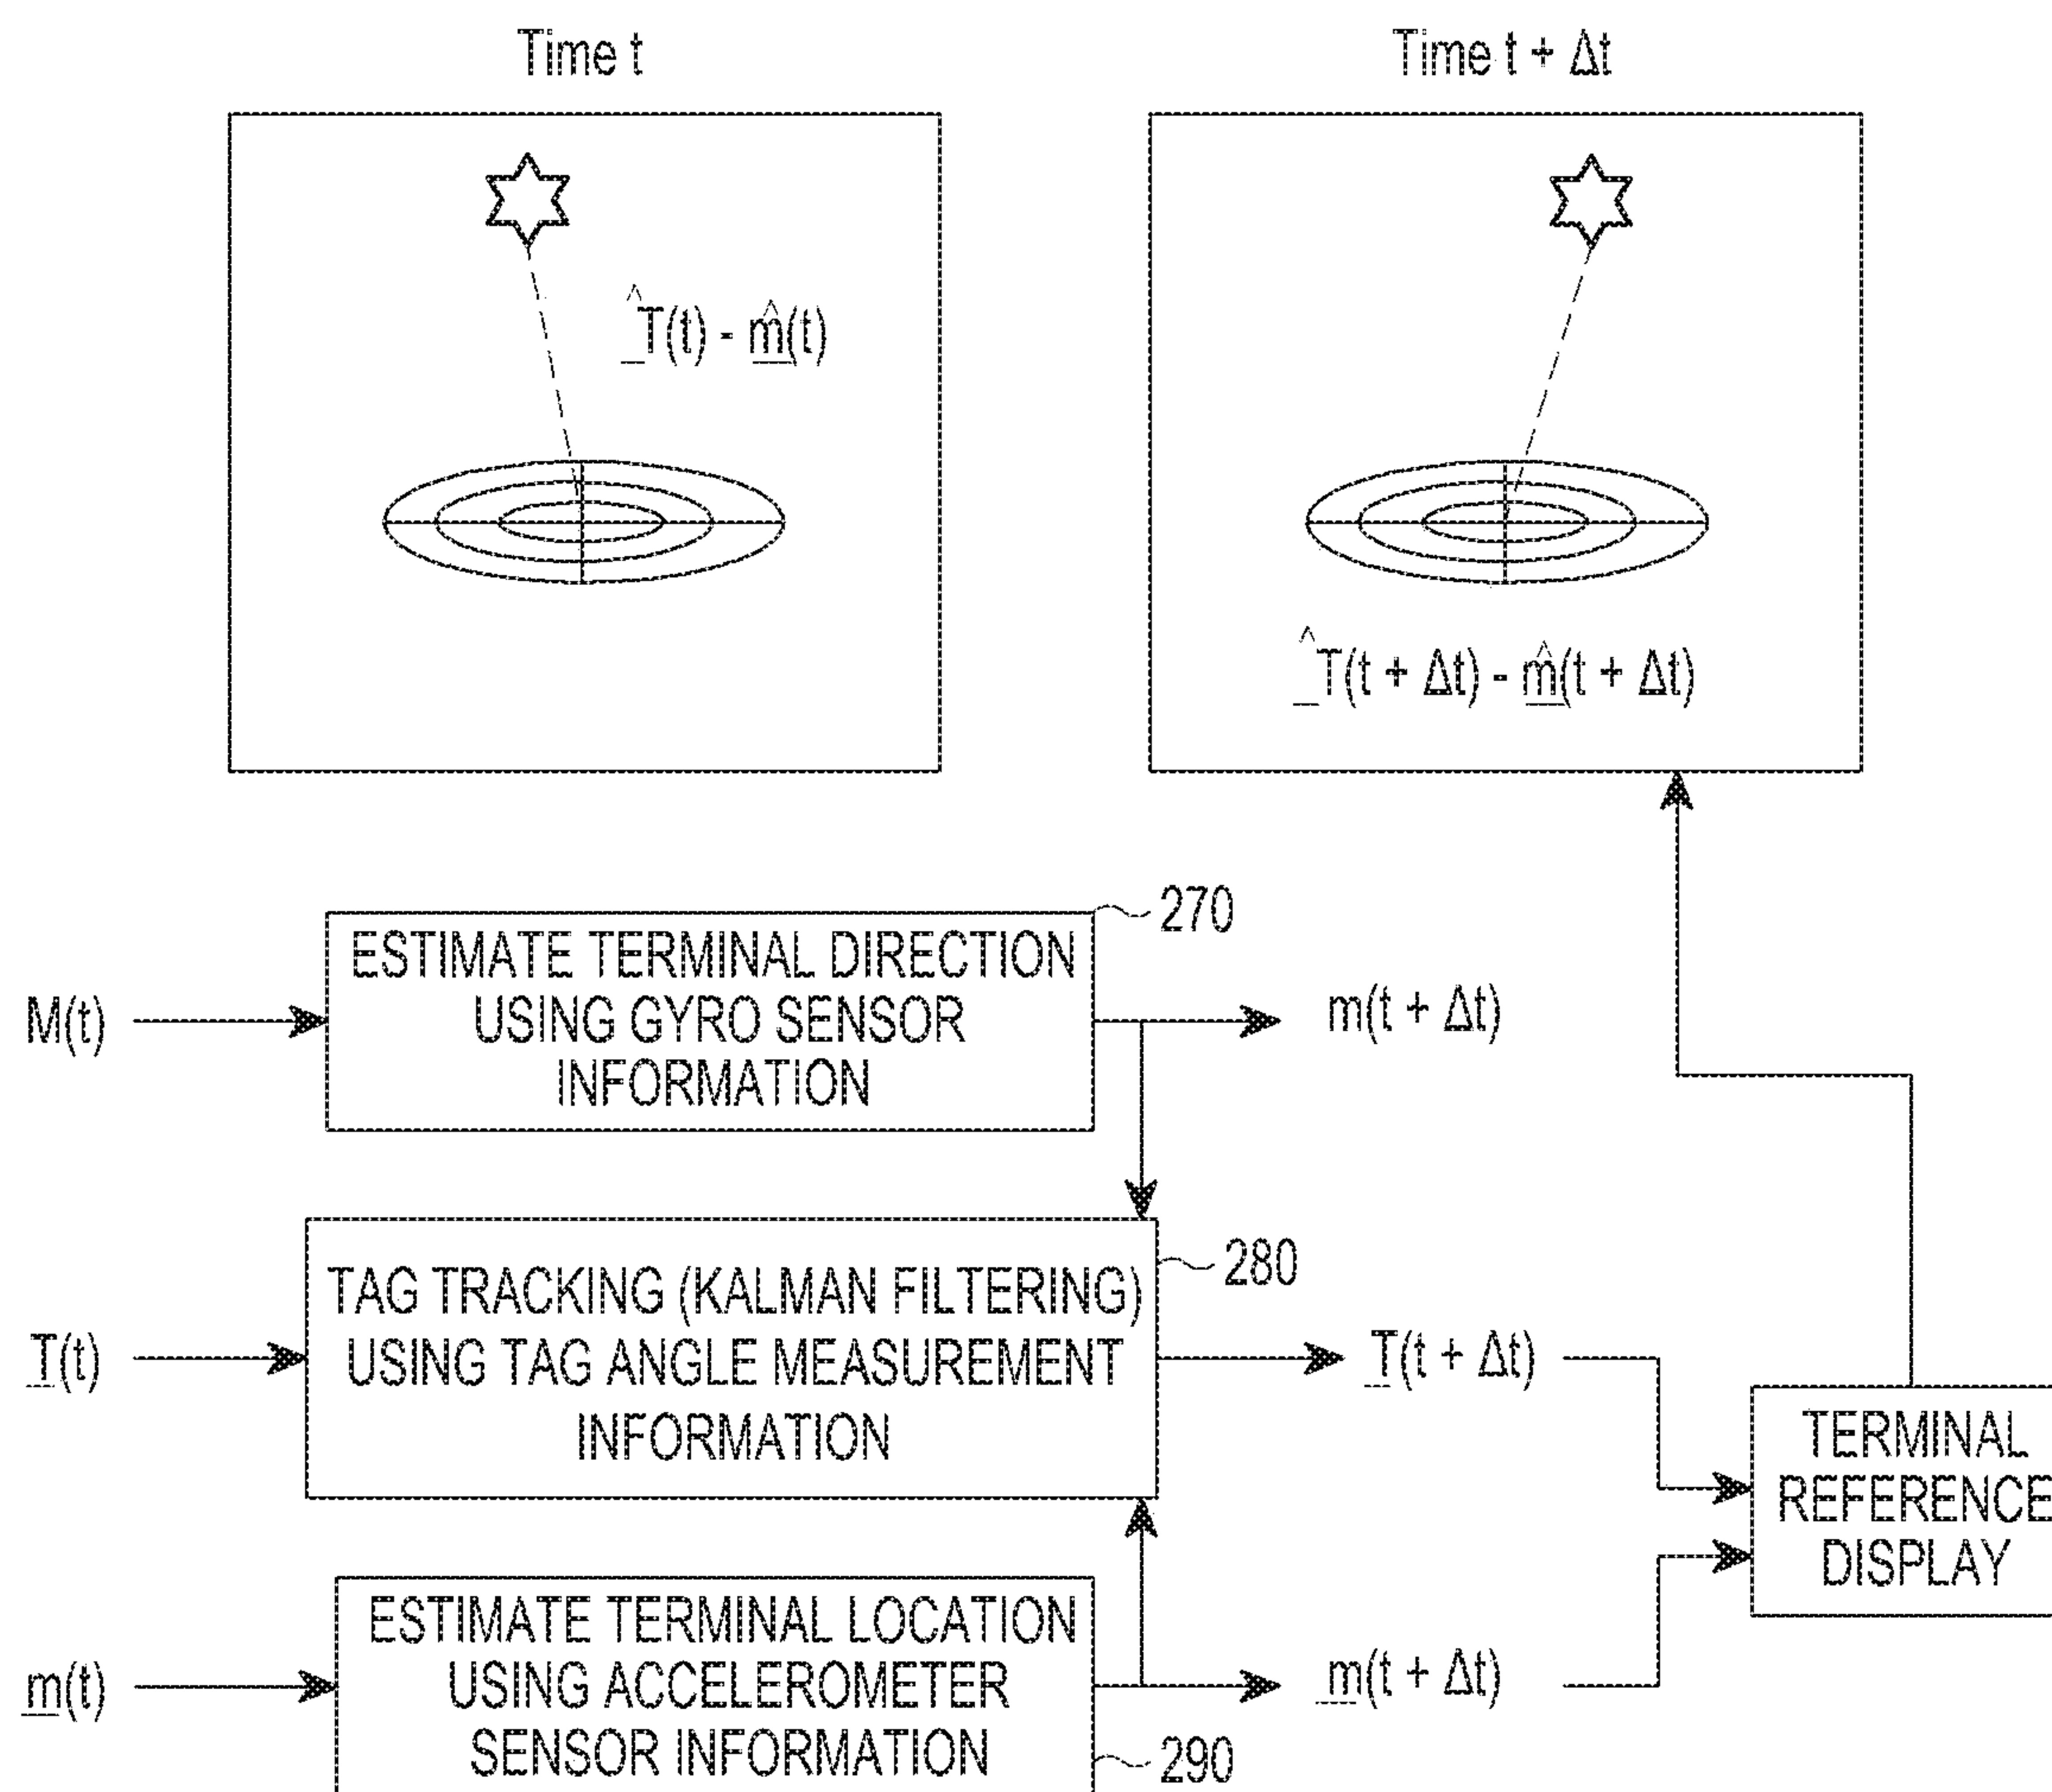 Time t
Time t + Δt
T̲̂(t) - m̲̂(t)
T̲̂(t + Δt) - m̲̂(t + Δt)
270
ESTIMATE TERMINAL DIRECTION
USING GYRO SENSOR
INFORMATION
M(t)
m(t + Δt)
280
TAG TRACKING (KALMAN FILTERING)
USING TAG ANGLE MEASUREMENT
INFORMATION
T̲(t)
T̲(t + Δt)
TERMINAL
REFERENCE
DISPLAY
ESTIMATE TERMINAL LOCATION
USING ACCELEROMETER
SENSOR INFORMATION
m̲(t)
m̲(t + Δt)
290